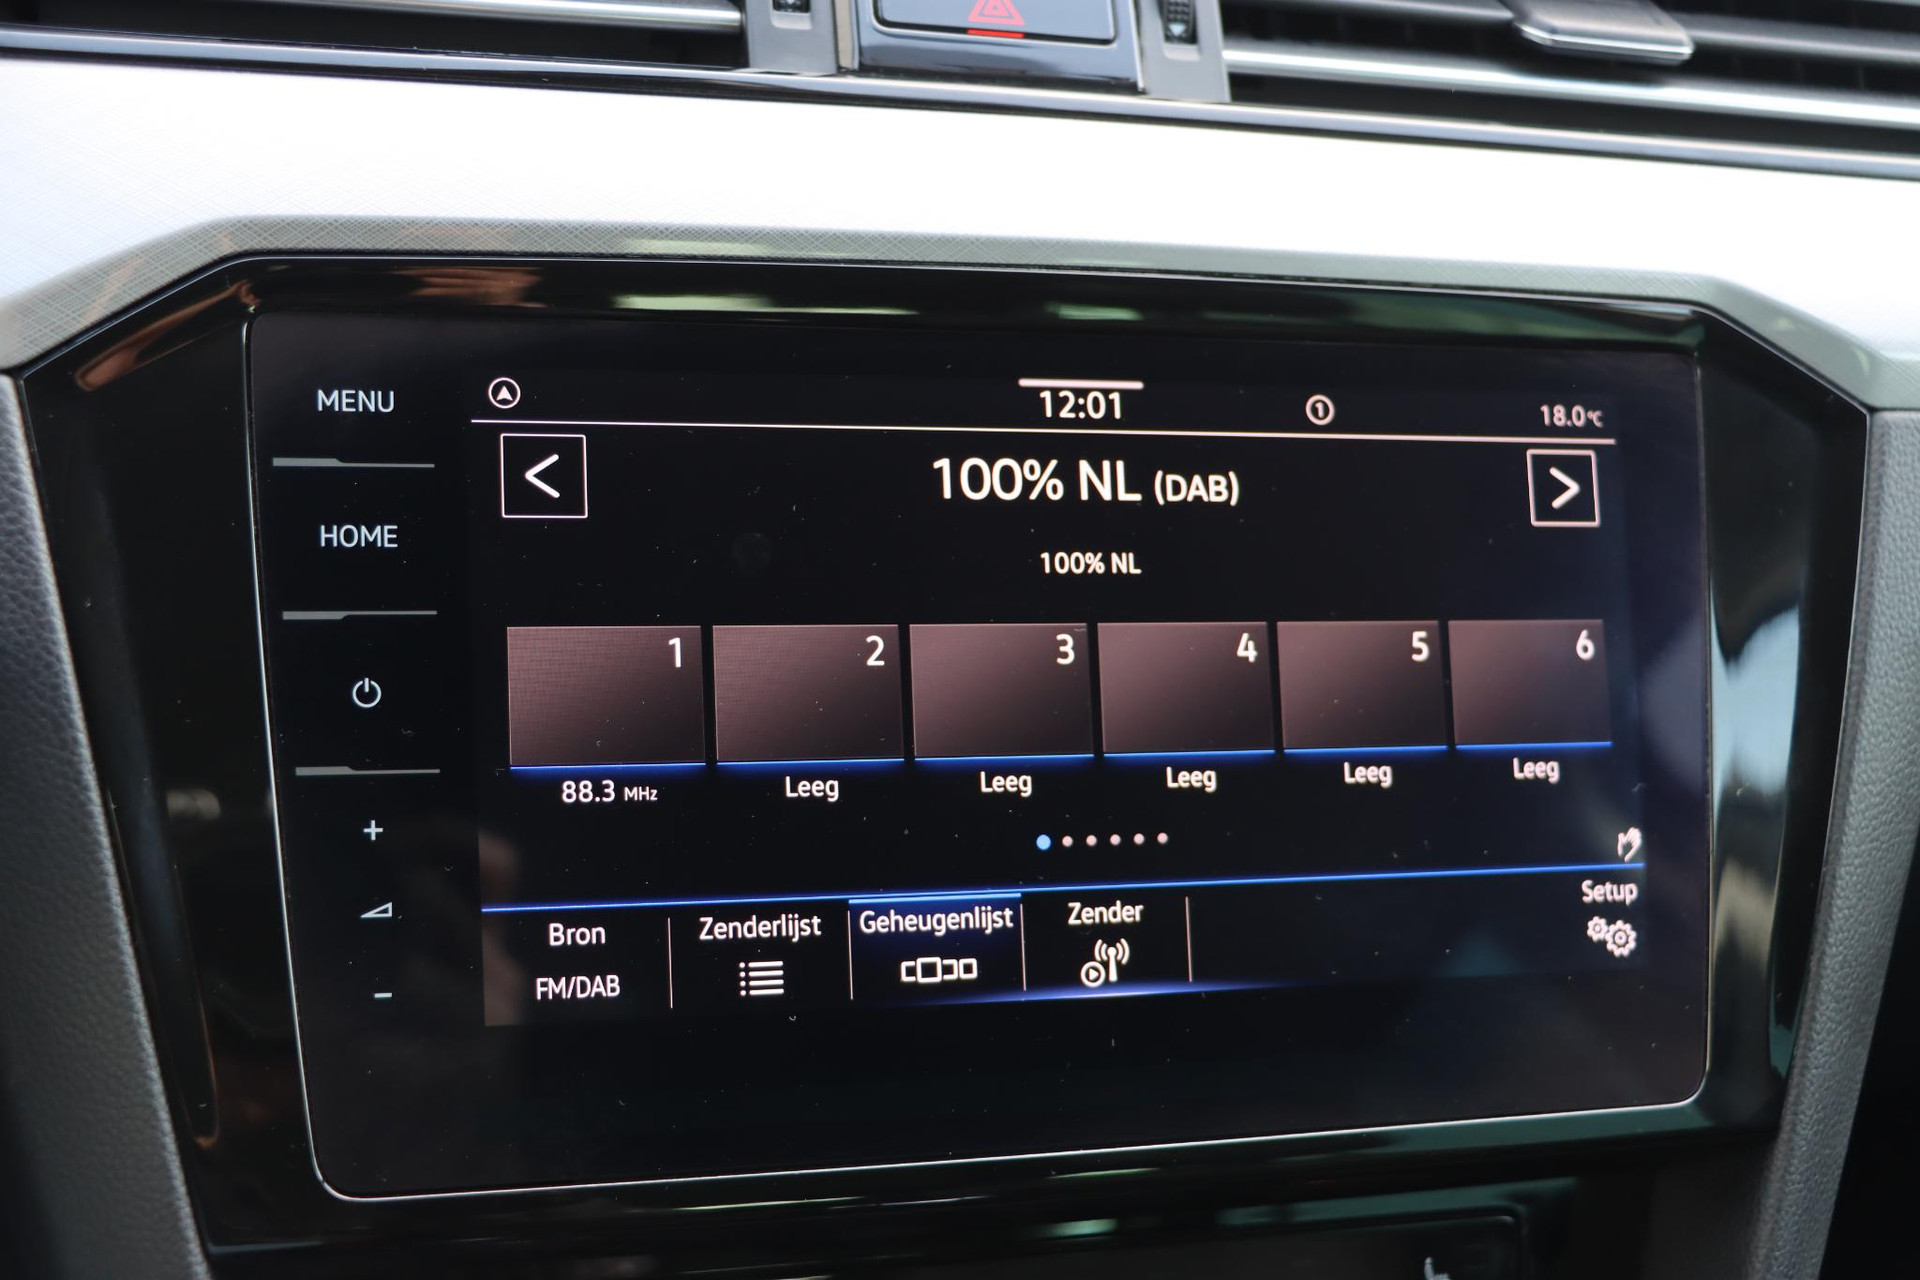 MENU
HOME
12:01
1
18.0°C
100% NL (DAB)
100% NL
1
2
3
4
5
6
88.3 MHz
Leeg
Leeg
Leeg
Leeg
Leeg
Setup
Bron
FM/DAB
Zenderlijst
Geheugenlijst
Zender